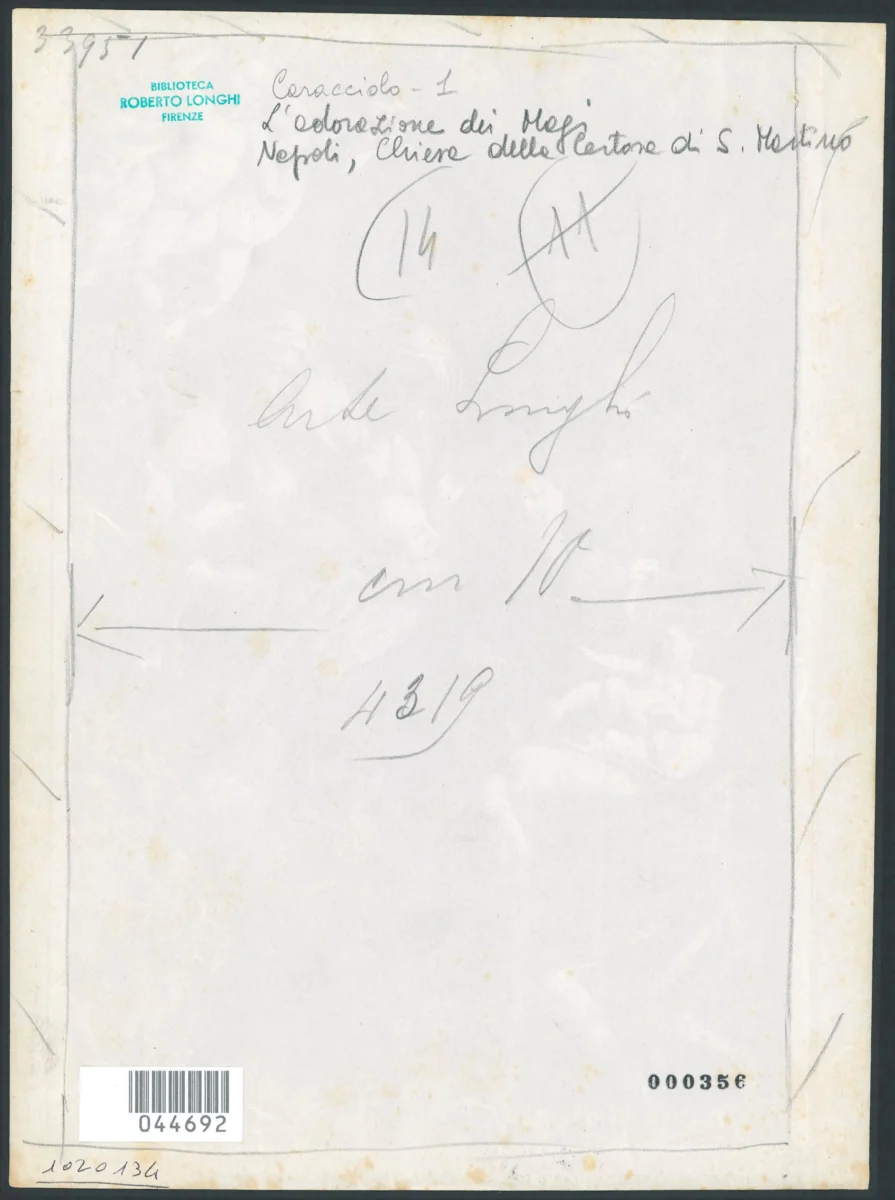 33951
BIBLIOTECA
ROBERTO LONGHI
FIRENZE
Caracciolo - 1
L'adorazione dei Magi
Napoli, Chiesa della Certosa di S. Martino
14 11
Arte Longhi
cm 10
4319
000356
044692
1020134